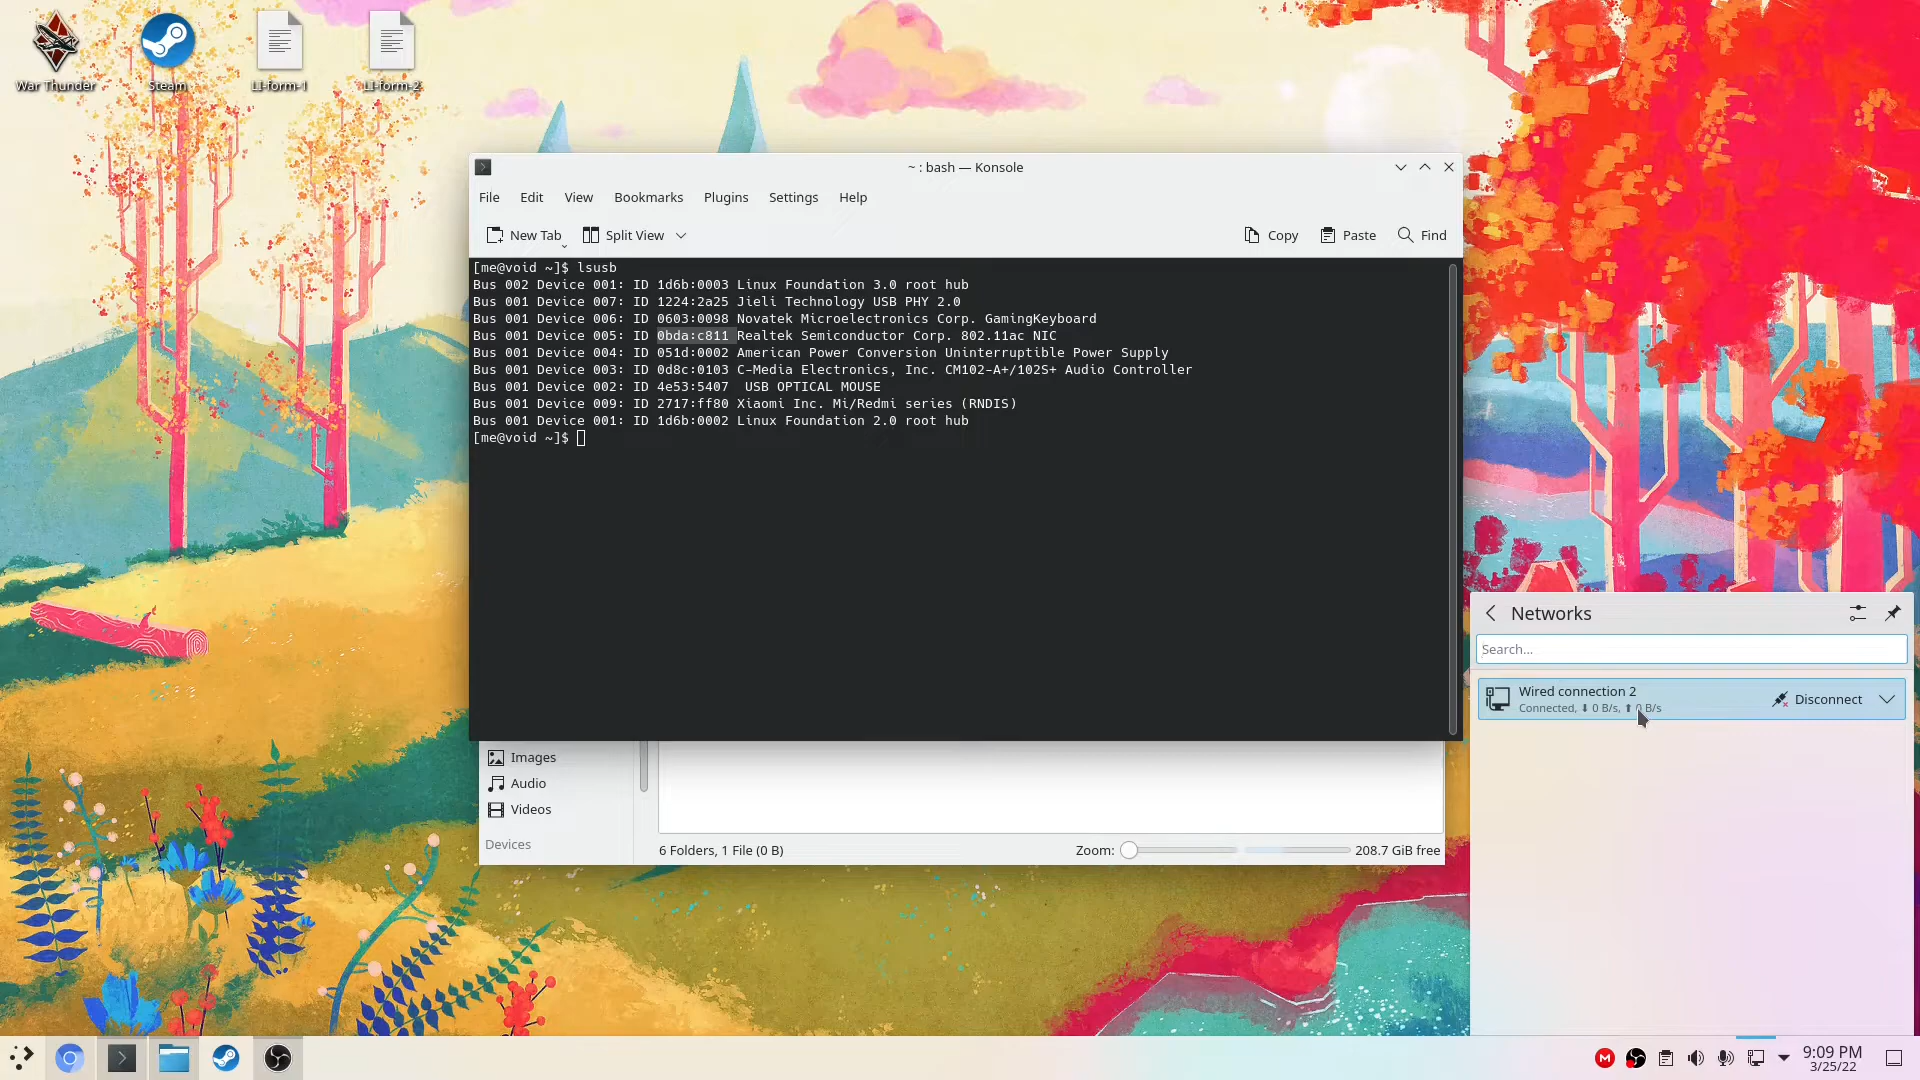 War Thunder
Steam
LI-form-1
LI-form-2
~ : bash — Konsole
File Edit View Bookmarks Plugins Settings Help
New Tab Split View Copy Paste Find
[me@void ~]$ lsusb
Bus 002 Device 001: ID 1d6b:0003 Linux Foundation 3.0 root hub
Bus 001 Device 007: ID 1224:2a25 Jieli Technology USB PHY 2.0
Bus 001 Device 006: ID 0603:0098 Novatek Microelectronics Corp. GamingKeyboard
Bus 001 Device 005: ID 0bda:c811 Realtek Semiconductor Corp. 802.11ac NIC
Bus 001 Device 004: ID 051d:0002 American Power Conversion Uninterruptible Power Supply
Bus 001 Device 003: ID 0d8c:0103 C-Media Electronics, Inc. CM102-A+/102S+ Audio Controller
Bus 001 Device 002: ID 4e53:5407  USB OPTICAL MOUSE
Bus 001 Device 009: ID 2717:ff80 Xiaomi Inc. Mi/Redmi series (RNDIS)
Bus 001 Device 001: ID 1d6b:0002 Linux Foundation 2.0 root hub
[me@void ~]$
Images
Audio
Videos
Devices
6 Folders, 1 File (0 B)
Zoom:
208.7 GiB free
Networks
Search...
Wired connection 2
Connected, ⬇ 0 B/s, ⬆ 0 B/s
Disconnect
9:09 PM
3/25/22